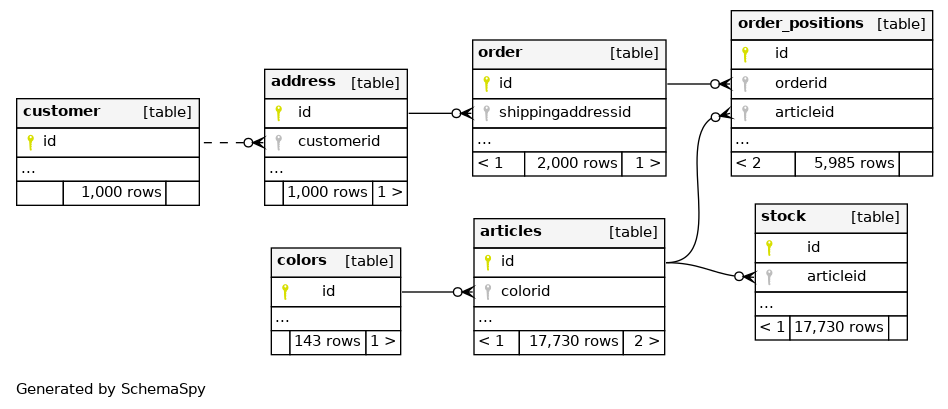 customer [table]
id
...
1,000 rows
address [table]
id
customerid
...
1,000 rows 1 >
order [table]
id
shippingaddressid
...
< 1 2,000 rows 1 >
order_positions [table]
id
orderid
articleid
...
< 2 5,985 rows
colors [table]
id
...
143 rows 1 >
articles [table]
id
colorid
...
< 1 17,730 rows 2 >
stock [table]
id
articleid
...
< 1 17,730 rows
Generated by SchemaSpy